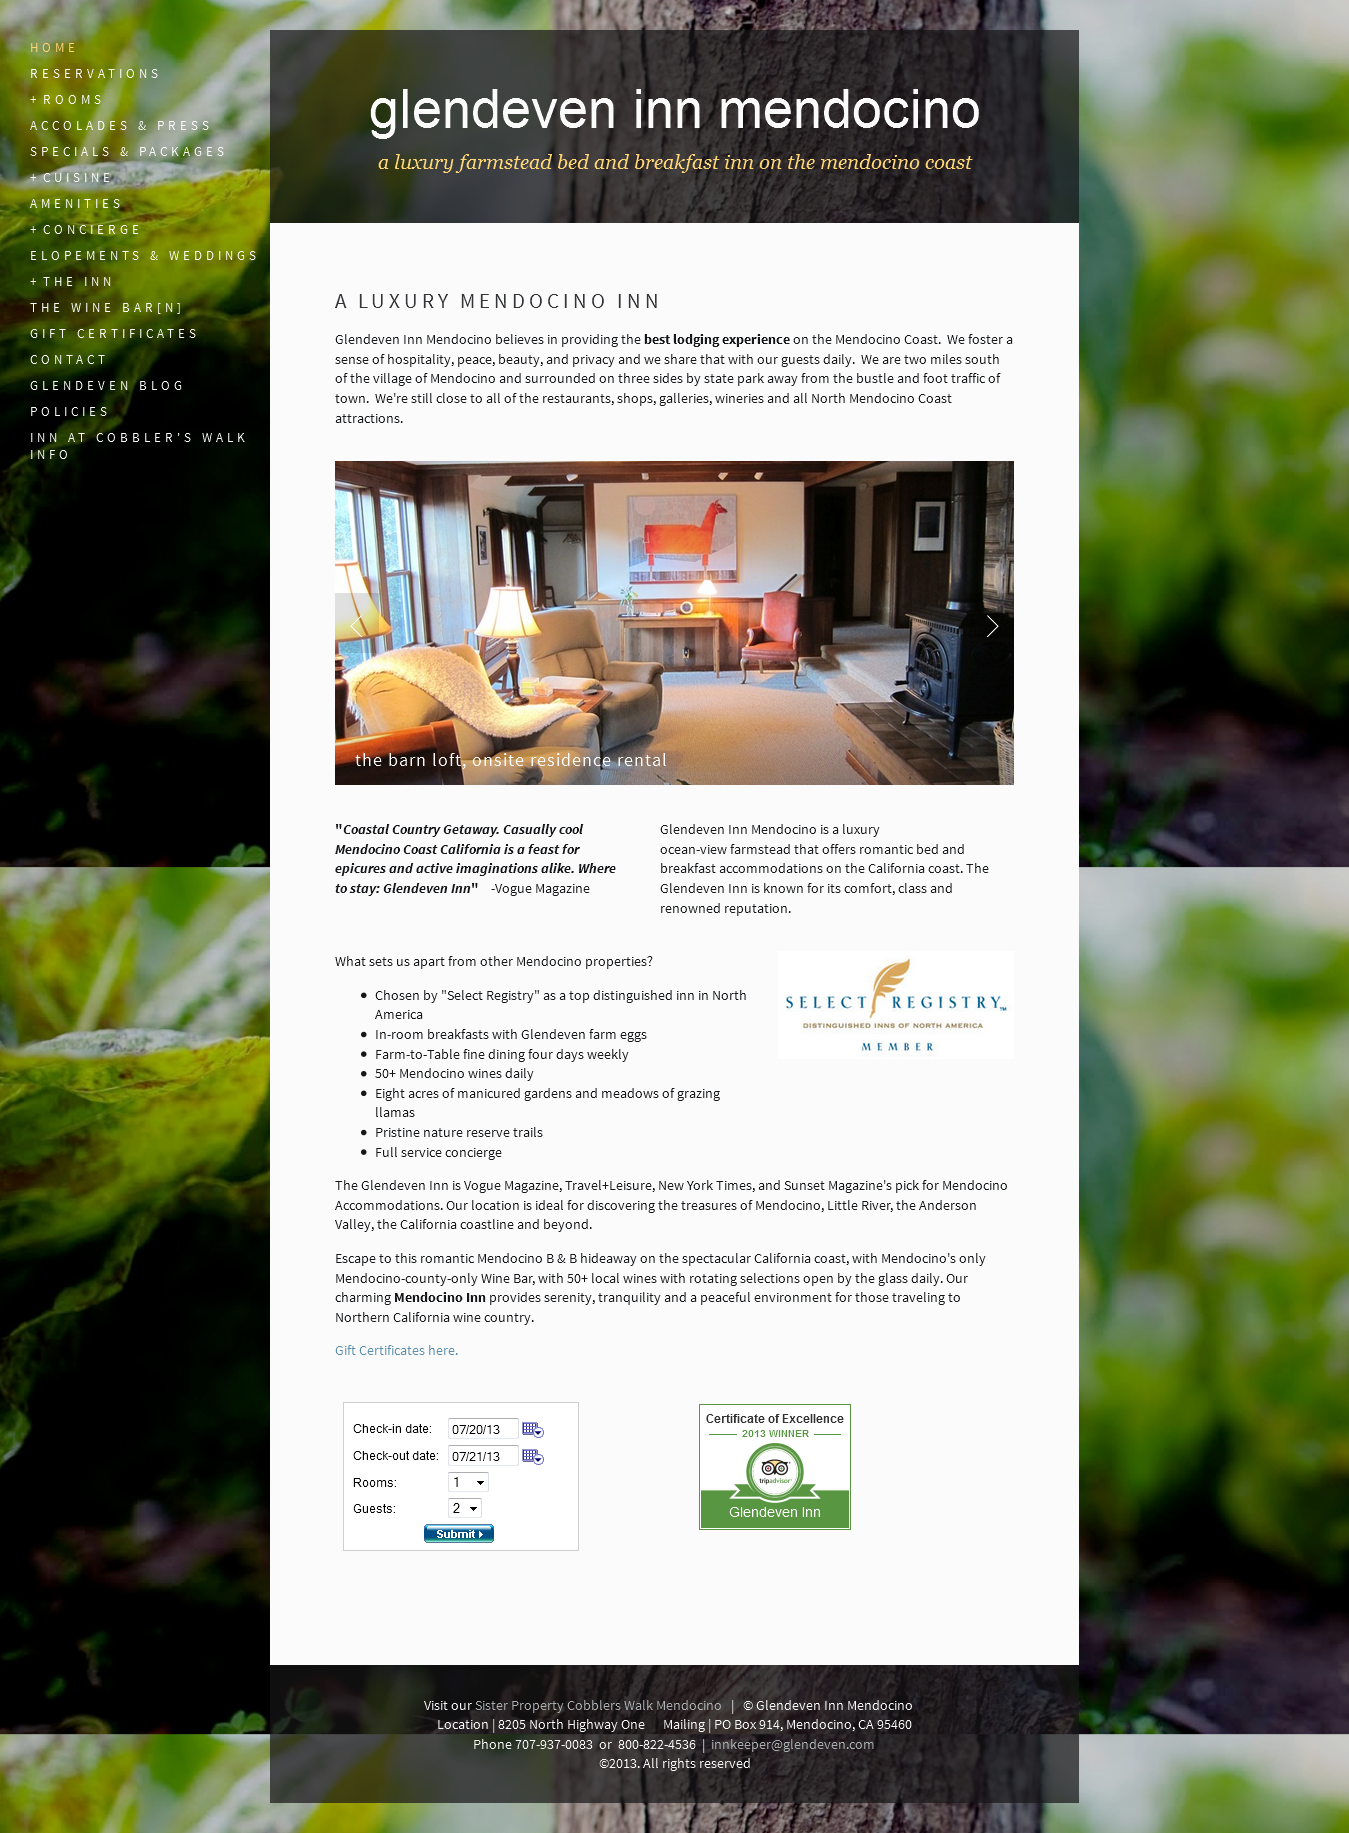 HOME
RESERVATIONS
+ ROOMS
ACCOLADES & PRESS
SPECIALS & PACKAGES
+ CUISINE
AMENITIES
+ CONCIERGE
ELOPEMENTS & WEDDINGS
+ THE INN
THE WINE BAR[N]
GIFT CERTIFICATES
CONTACT
GLENDEVEN BLOG
POLICIES
INN AT COBBLER'S WALK
INFO
glendeven inn mendocino
a luxury farmstead bed and breakfast inn on the mendocino coast
A LUXURY MENDOCINO INN
Glendeven Inn Mendocino believes in providing the best lodging experience on the Mendocino Coast.  We foster a
sense of hospitality, peace, beauty, and privacy and we share that with our guests daily.  We are two miles south
of the village of Mendocino and surrounded on three sides by state park away from the bustle and foot traffic of
town.  We're still close to all of the restaurants, shops, galleries, wineries and all North Mendocino Coast
attractions.
the barn loft, onsite residence rental
"Coastal Country Getaway. Casually cool
Mendocino Coast California is a feast for
epicures and active imaginations alike. Where
to stay: Glendeven Inn"    -Vogue Magazine
Glendeven Inn Mendocino is a luxury
ocean-view farmstead that offers romantic bed and
breakfast accommodations on the California coast. The
Glendeven Inn is known for its comfort, class and
renowned reputation.
What sets us apart from other Mendocino properties?
• Chosen by "Select Registry" as a top distinguished inn in North
America
• In-room breakfasts with Glendeven farm eggs
• Farm-to-Table fine dining four days weekly
• 50+ Mendocino wines daily
• Eight acres of manicured gardens and meadows of grazing
llamas
• Pristine nature reserve trails
• Full service concierge
SELECT REGISTRY™
DISTINGUISHED INNS OF NORTH AMERICA
MEMBER
The Glendeven Inn is Vogue Magazine, Travel+Leisure, New York Times, and Sunset Magazine's pick for Mendocino
Accommodations. Our location is ideal for discovering the treasures of Mendocino, Little River, the Anderson
Valley, the California coastline and beyond.
Escape to this romantic Mendocino B & B hideaway on the spectacular California coast, with Mendocino's only
Mendocino-county-only Wine Bar, with 50+ local wines with rotating selections open by the glass daily. Our
charming Mendocino Inn provides serenity, tranquility and a peaceful environment for those traveling to
Northern California wine country.
Gift Certificates here.
Check-in date: 07/20/13
Check-out date: 07/21/13
Rooms: 1
Guests: 2
Submit
Certificate of Excellence
2013 WINNER
tripadvisor
Glendeven Inn
Visit our Sister Property Cobblers Walk Mendocino  |  © Glendeven Inn Mendocino
Location | 8205 North Highway One     Mailing | PO Box 914, Mendocino, CA 95460
Phone 707-937-0083  or  800-822-4536  |  innkeeper@glendeven.com
©2013. All rights reserved